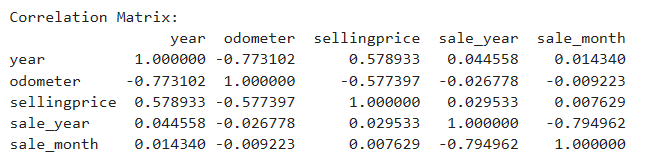 Correlation Matrix:
year odometer sellingprice sale_year sale_month
year 1.000000 -0.773102 0.578933 0.044558 0.014340
odometer -0.773102 1.000000 -0.577397 -0.026778 -0.009223
sellingprice 0.578933 -0.577397 1.000000 0.029533 0.007629
sale_year 0.044558 -0.026778 0.029533 1.000000 -0.794962
sale_month 0.014340 -0.009223 0.007629 -0.794962 1.000000